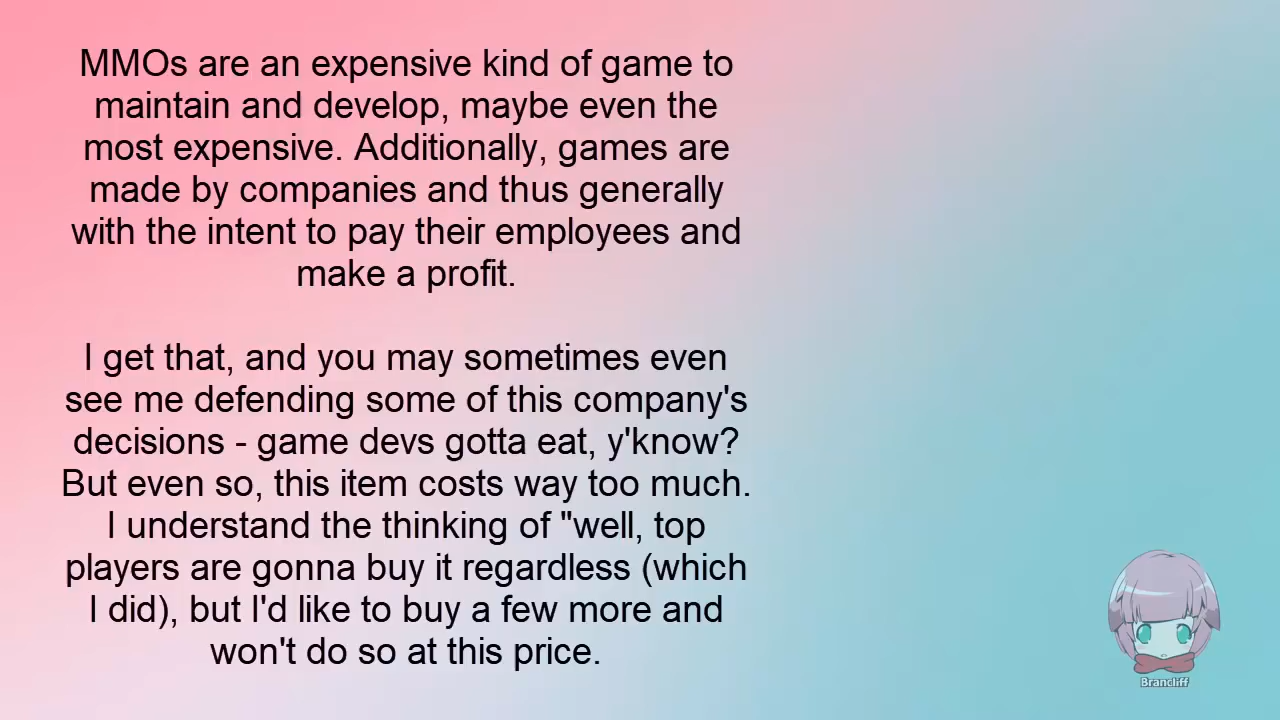 MMOs are an expensive kind of game to
maintain and develop, maybe even the
most expensive. Additionally, games are
made by companies and thus generally
with the intent to pay their employees and
make a profit.
I get that, and you may sometimes even
see me defending some of this company's
decisions - game devs gotta eat, y'know?
But even so, this item costs way too much.
I understand the thinking of "well, top
players are gonna buy it regardless (which
I did), but I'd like to buy a few more and
won't do so at this price.
Brancliff